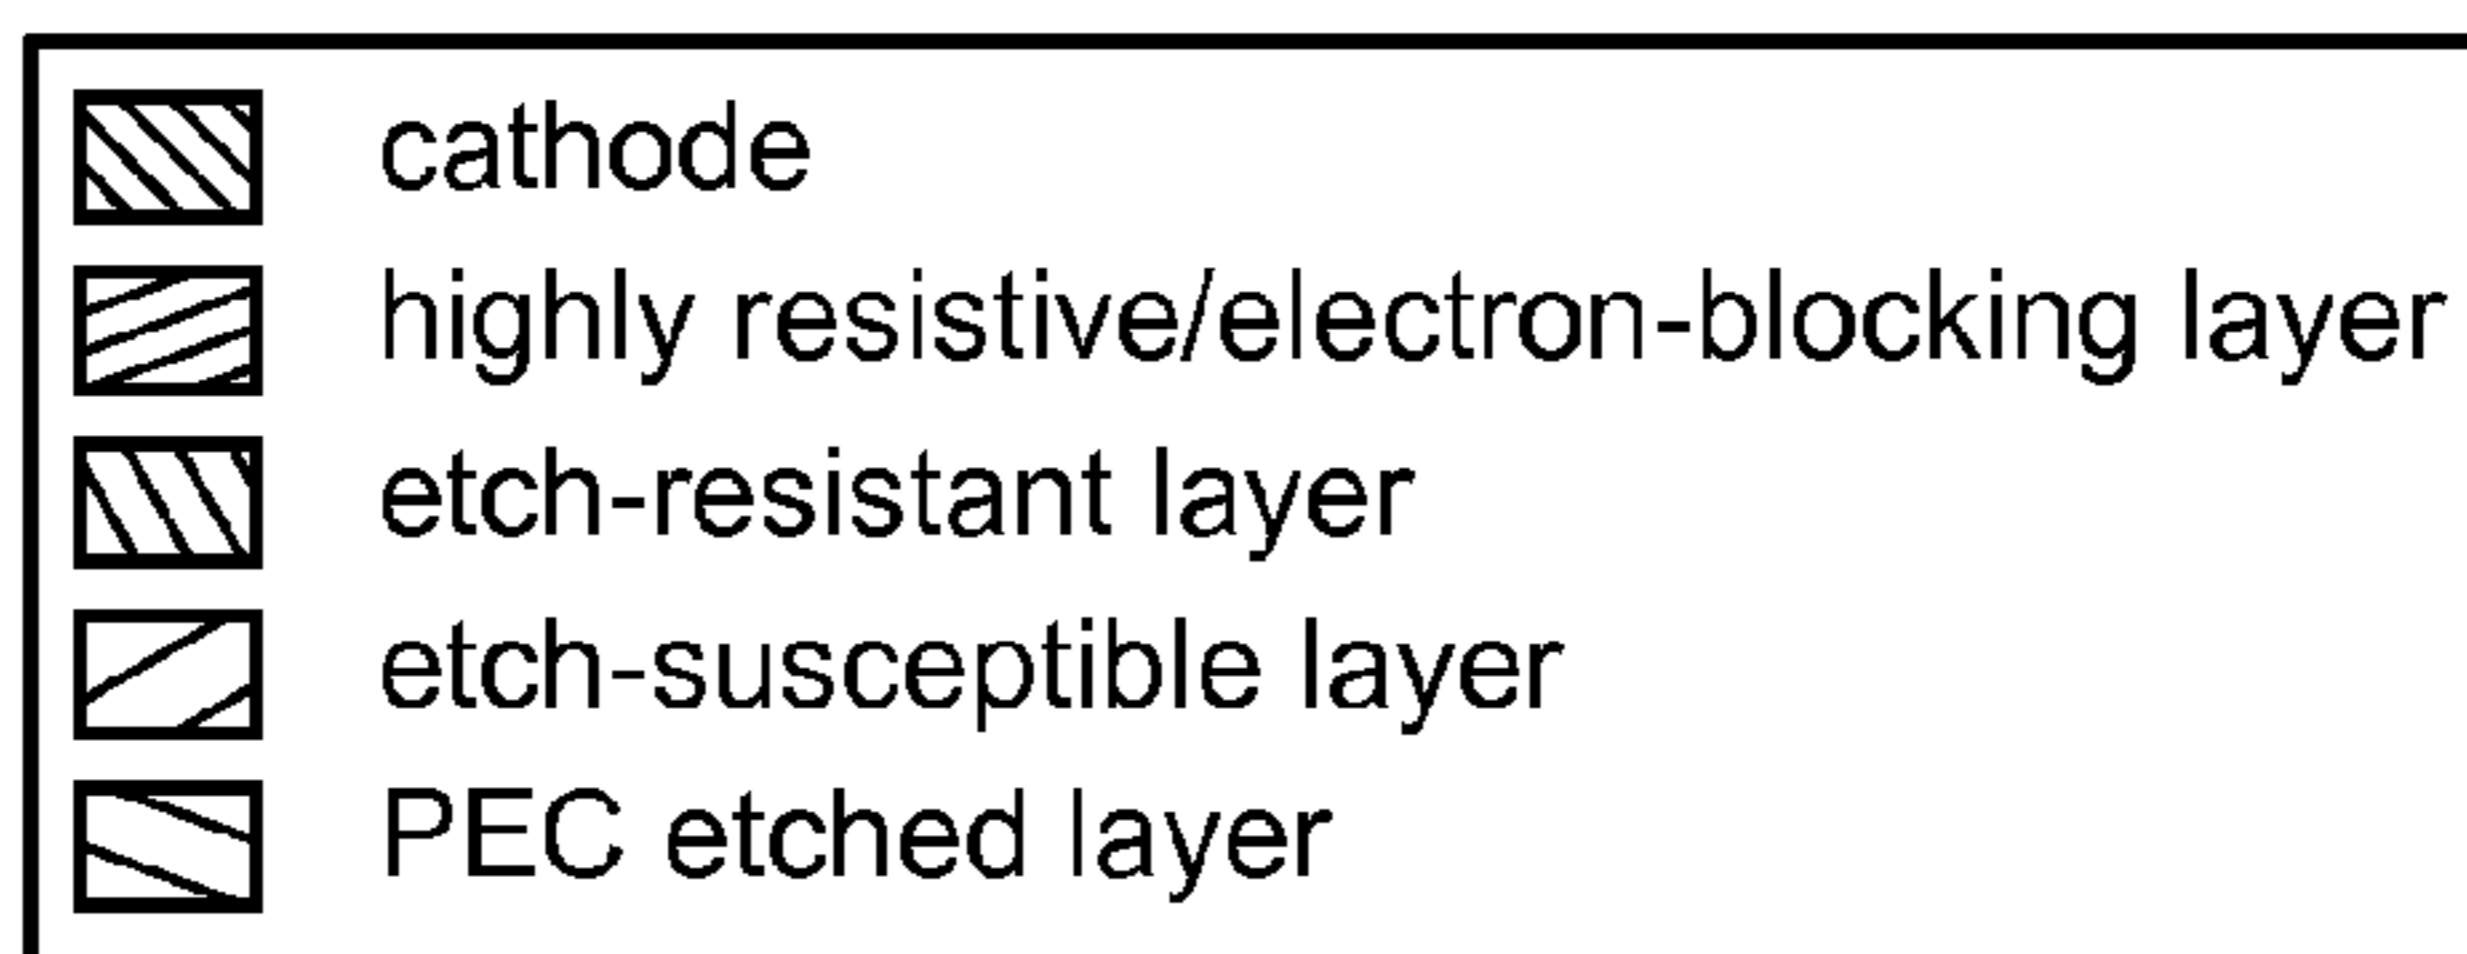 cathode
highly resistive/electron-blocking layer
etch-resistant layer
etch-susceptible layer
PEC etched layer